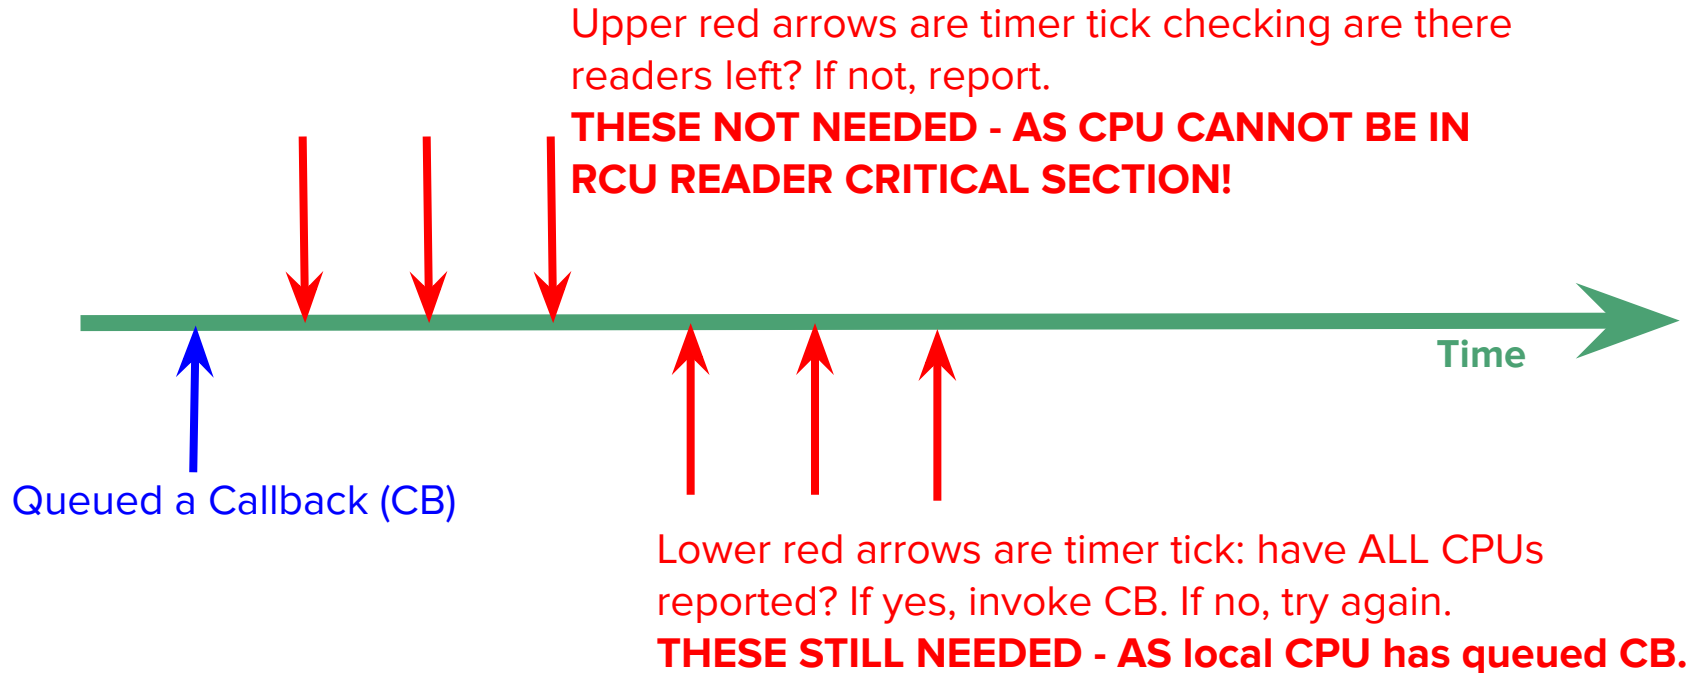 Upper red arrows are timer tick checking are there
readers left? If not, report.
THESE NOT NEEDED - AS CPU CANNOT BE IN
RCU READER CRITICAL SECTION!
Time
Queued a Callback (CB)
Lower red arrows are timer tick: have ALL CPUs
reported? If yes, invoke CB. If no, try again.
THESE STILL NEEDED - AS local CPU has queued CB.